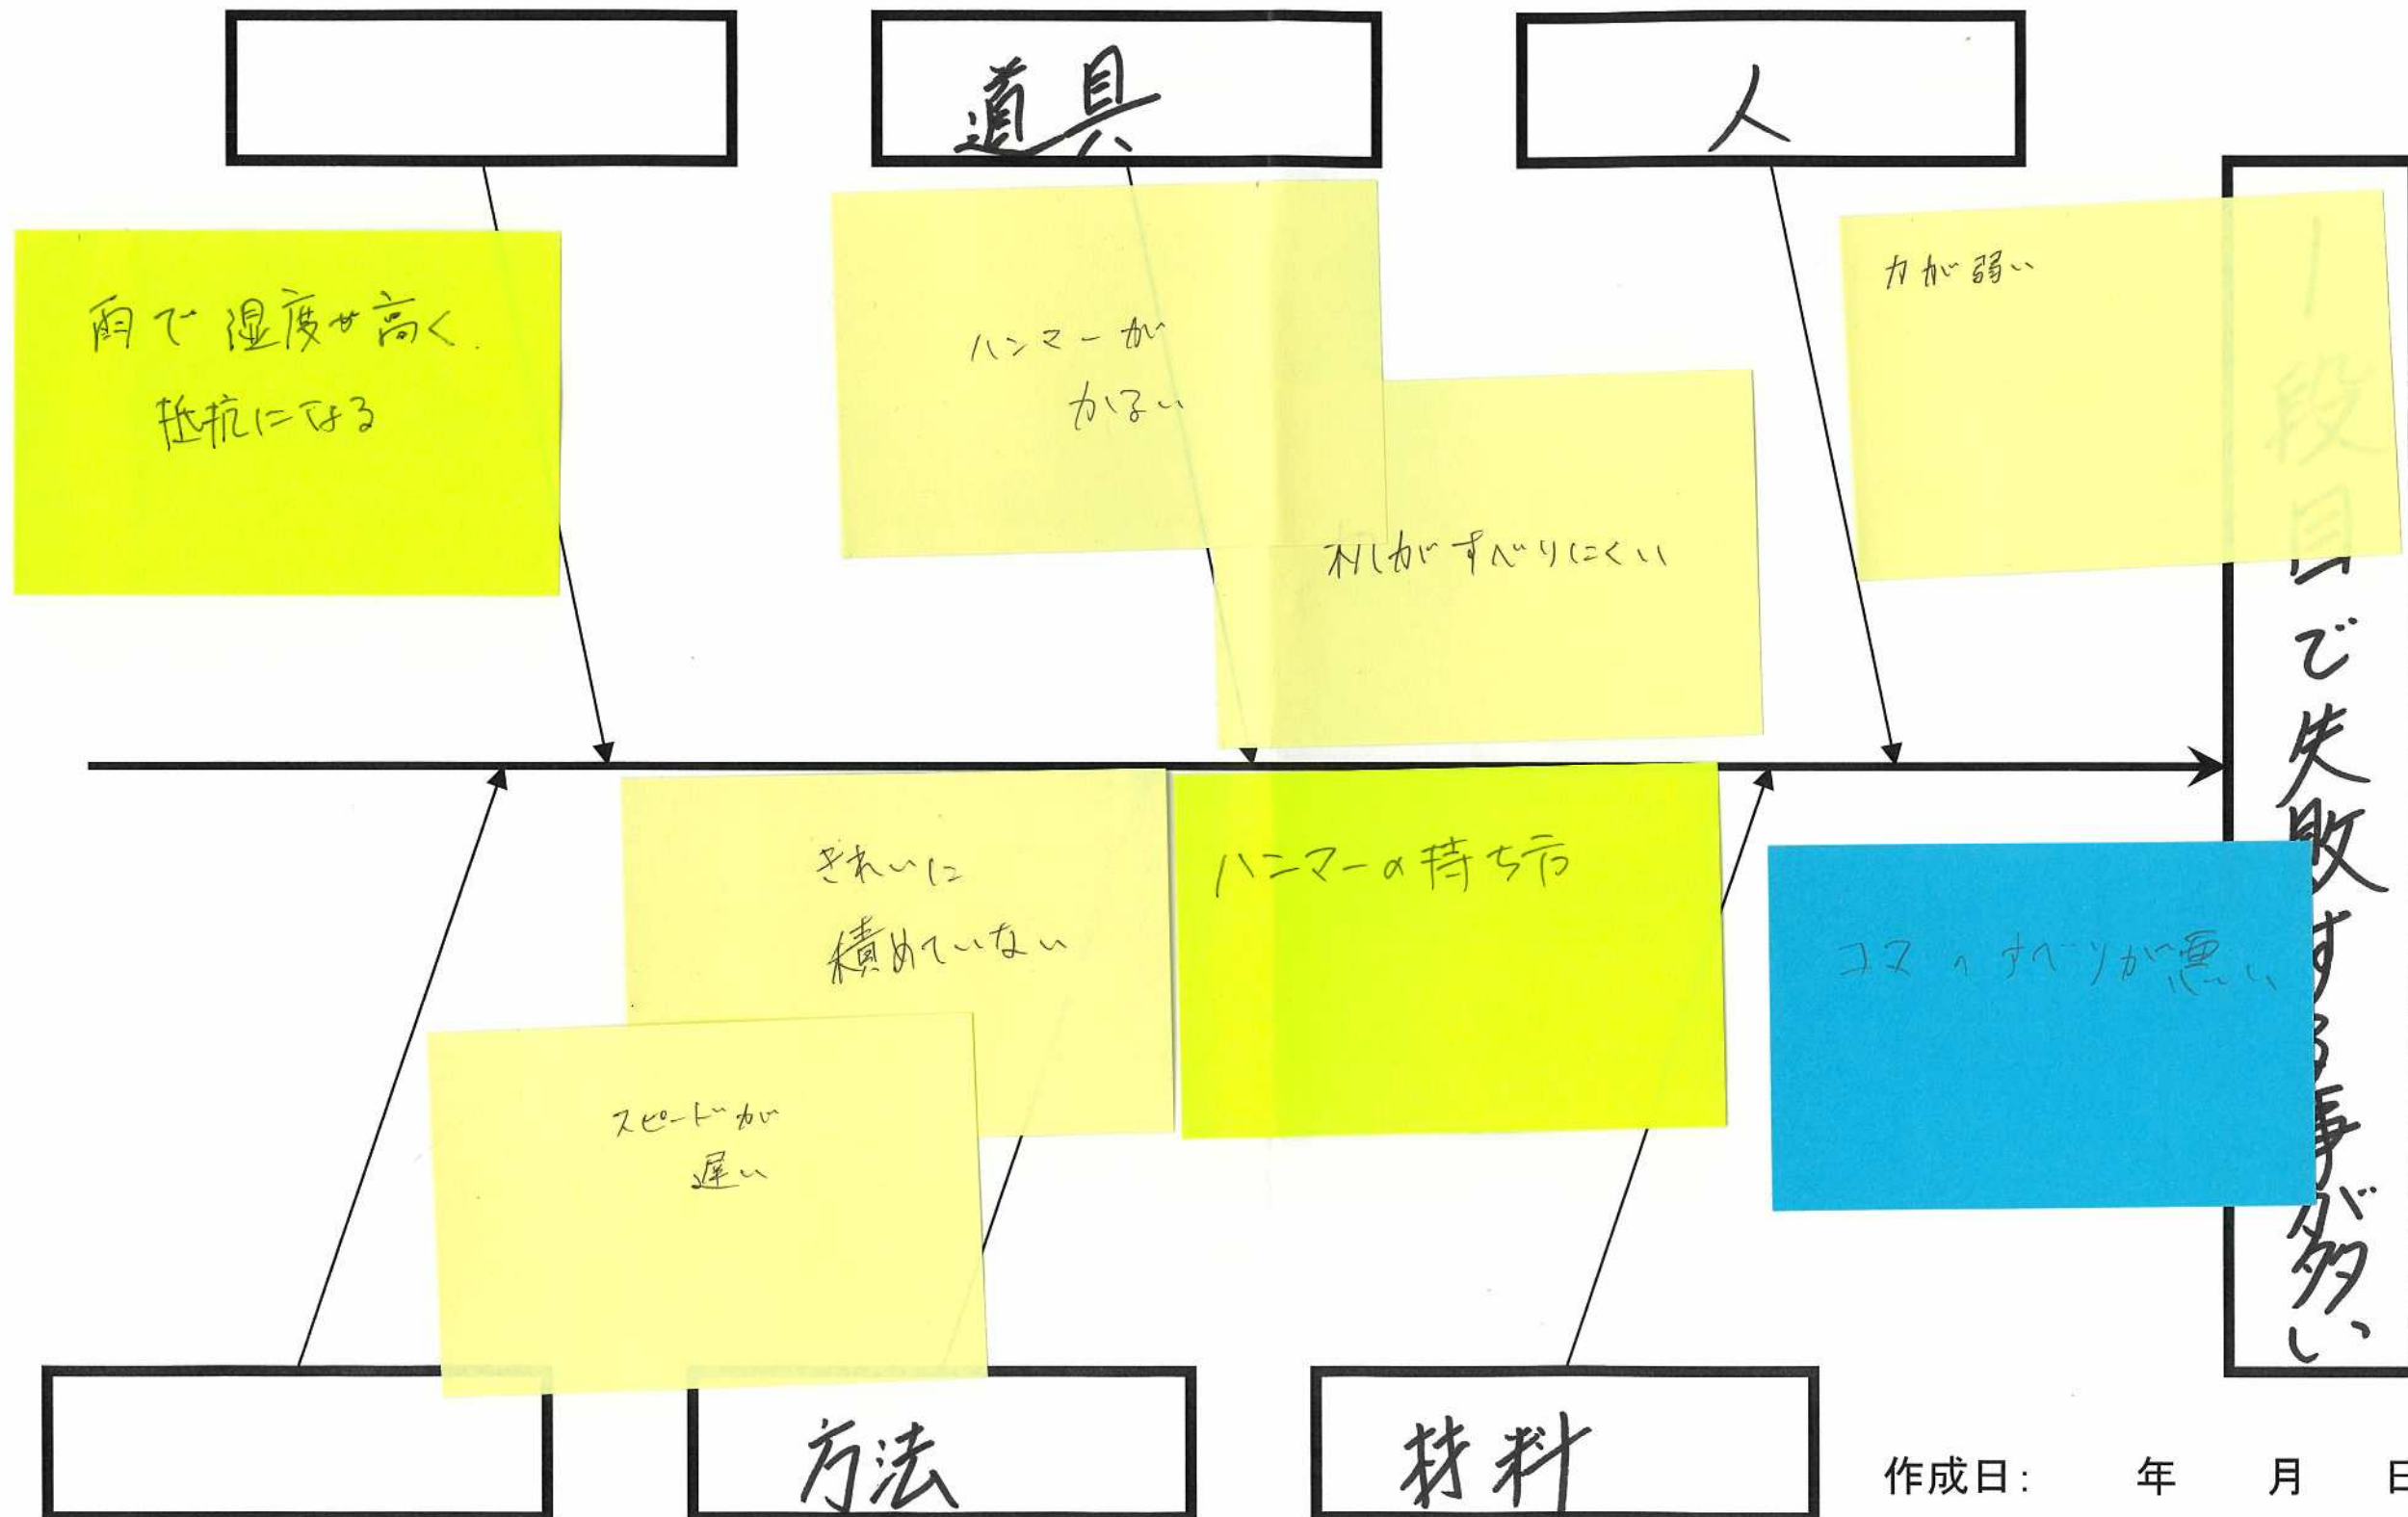 道具
人
雨で湿度が高く
抵抗になる
ハンマーが
かるい
机がすべりにくい
力が弱い
1段目で失敗する事が多い
きれいに
積めていない
ハンマーの持ち方
コマのすべりが悪い
スピードが
遅い
方法
材料
作成日: 年 月 日